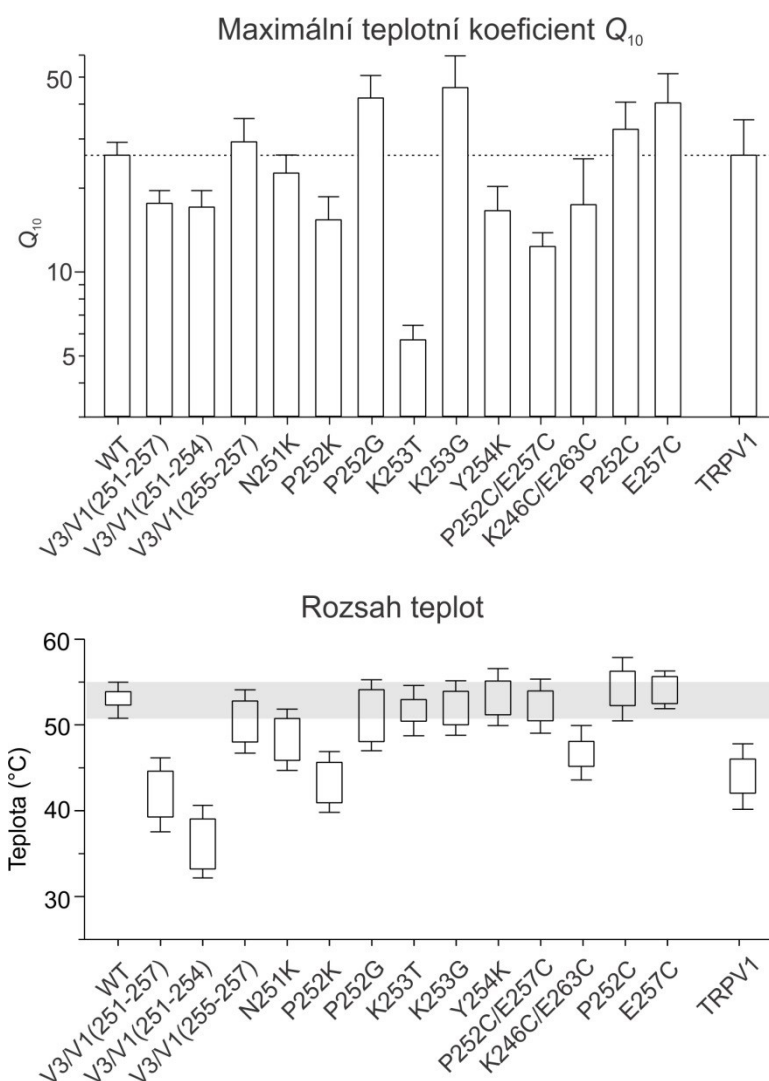 Maximální teplotní koeficient Q10
50
10
5
Q10
WT
V3/V1(251-257)
V3/V1(251-254)
V3/V1(255-257)
N251K
P252K
P252G
K253T
K253G
Y254K
P252C/E257C
K246C/E263C
P252C
E257C
TRPV1
Rozsah teplot
60
50
40
30
Teplota (°C)
WT
V3/V1(251-257)
V3/V1(251-254)
V3/V1(255-257)
N251K
P252K
P252G
K253T
K253G
Y254K
P252C/E257C
K246C/E263C
P252C
E257C
TRPV1